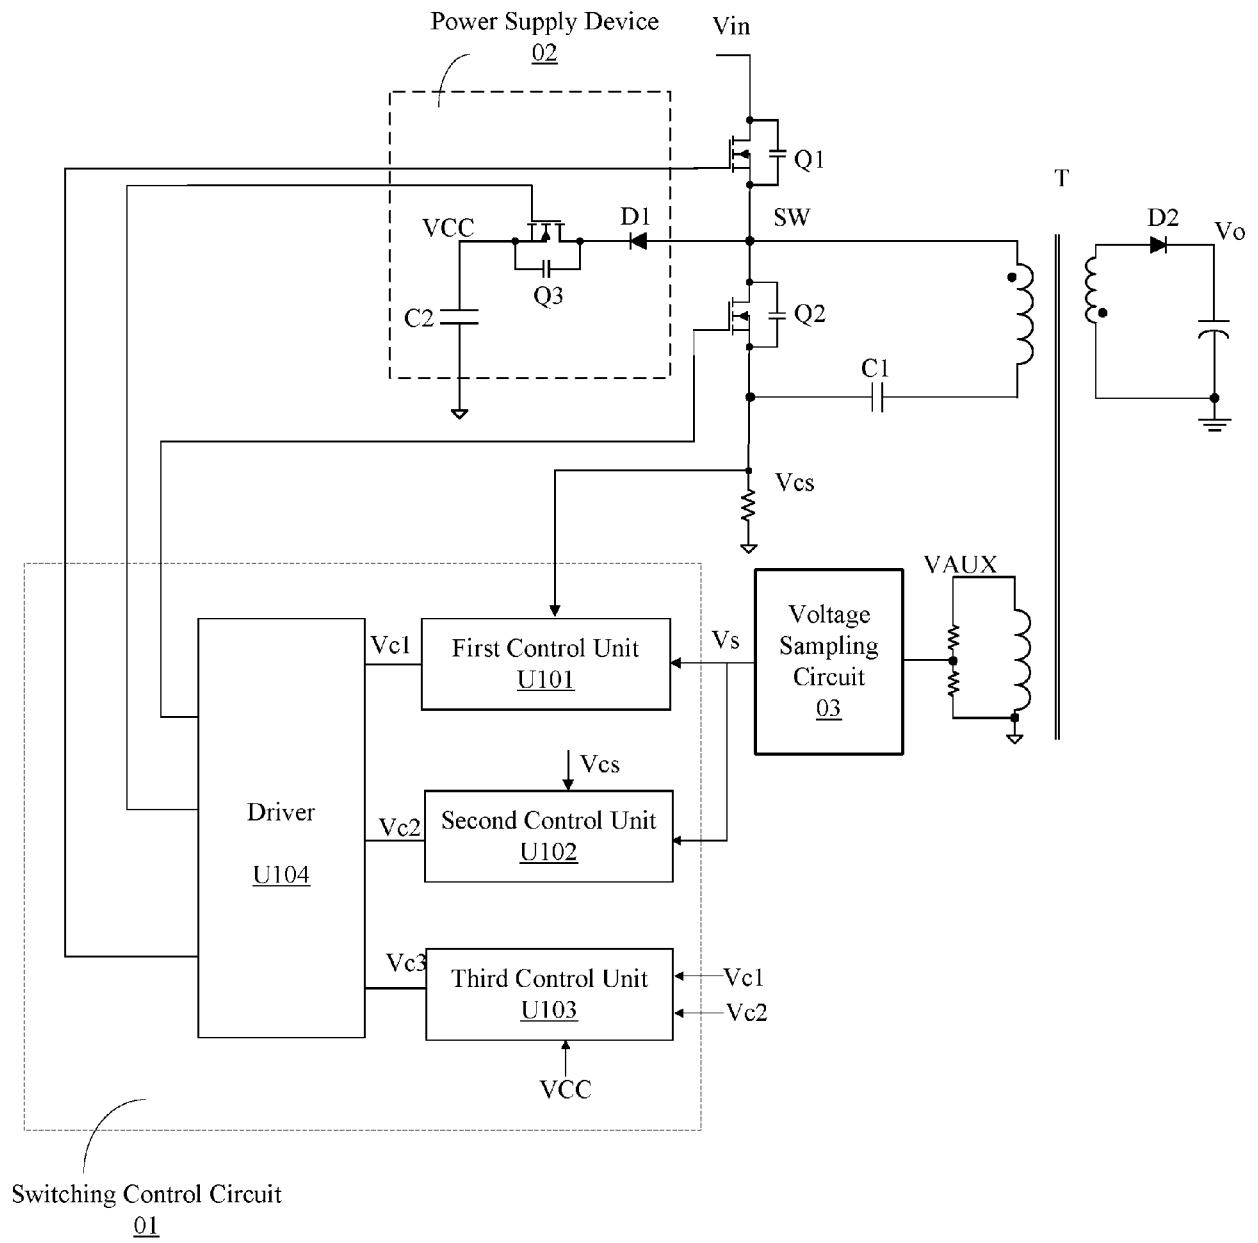 Power Supply Device
02
Vin
Q1
T
SW
D1
VCC
D2
Vo
Q3
C2
Q2
C1
Vcs
VAUX
Voltage
Sampling
Circuit
03
Vs
Vc1
First Control Unit
U101
Vcs
Second Control Unit
U102
Vc2
Driver
U104
Vc3
Third Control Unit
U103
Vc1
Vc2
VCC
Switching Control Circuit
01